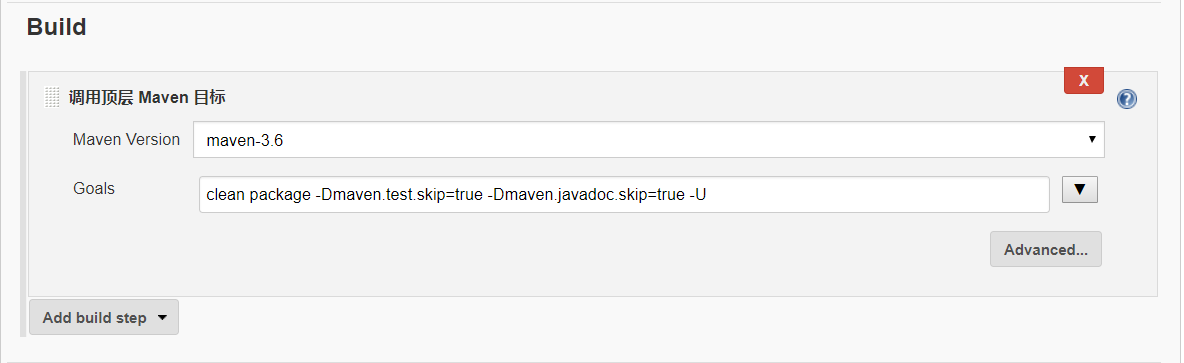 Build
调用顶层 Maven 目标
X
?
Maven Version
maven-3.6
Goals
clean package -Dmaven.test.skip=true -Dmaven.javadoc.skip=true -U
Advanced...
Add build step